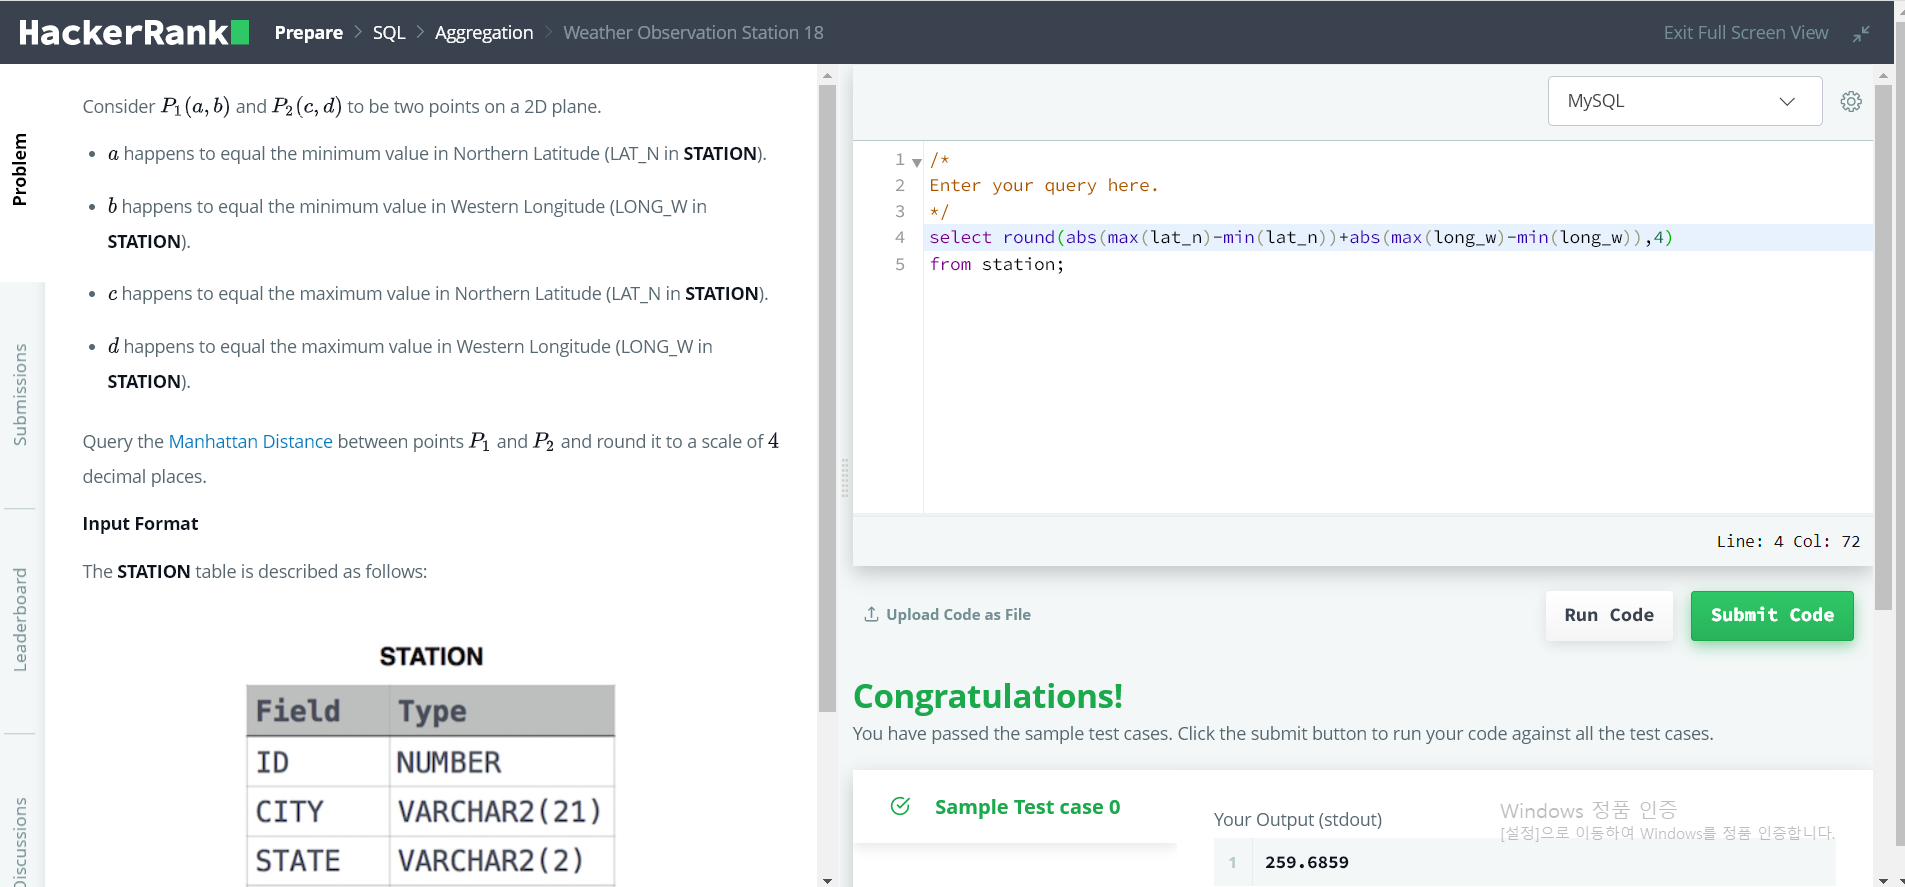 HackerRank
Prepare > SQL > Aggregation > Weather Observation Station 18
Exit Full Screen View
Problem
Submissions
Leaderboard
Discussions
Consider P1(a, b) and P2(c, d) to be two points on a 2D plane.
• a happens to equal the minimum value in Northern Latitude (LAT_N in STATION).
• b happens to equal the minimum value in Western Longitude (LONG_W in
STATION).
• c happens to equal the maximum value in Northern Latitude (LAT_N in STATION).
• d happens to equal the maximum value in Western Longitude (LONG_W in
STATION).
Query the Manhattan Distance between points P1 and P2 and round it to a scale of 4
decimal places.
Input Format
The STATION table is described as follows:
STATION
Field Type
ID NUMBER
CITY VARCHAR2(21)
STATE VARCHAR2(2)
MySQL
1 /*
2 Enter your query here.
3 */
4 select round(abs(max(lat_n)-min(lat_n))+abs(max(long_w)-min(long_w)),4)
5 from station;
Line: 4 Col: 72
Upload Code as File
Run Code
Submit Code
Congratulations!
You have passed the sample test cases. Click the submit button to run your code against all the test cases.
Sample Test case 0
Your Output (stdout)
1 259.6859
Windows 정품 인증
[설정]으로 이동하여 Windows를 정품 인증합니다.